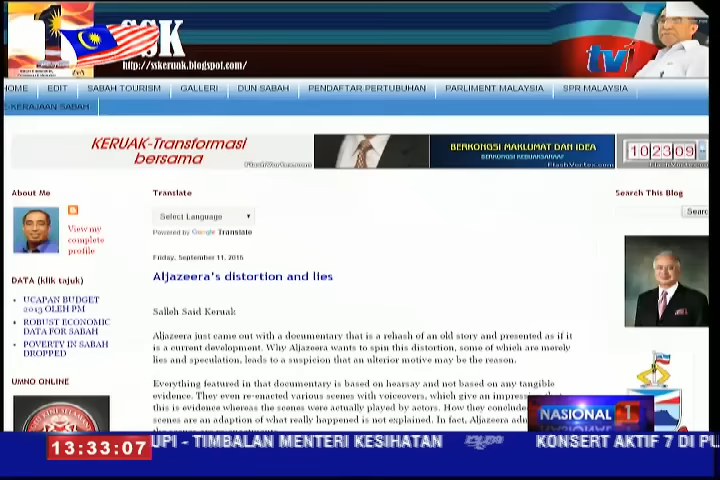 1
SSK
http://sskeruak.blogspot.com/
tv1
HOME EDIT SABAH TOURISM GALLERI DUN SABAH PENDAFTAR PERTUBUHAN PARLIMENT MALAYSIA SPR MALAYSIA
E-KERAJAAN SABAH
KERUAK-Transformasi
bersama
FlashVortex.com
BERKONGSI MAKLUMAT DAN IDEA
FlashVortex.com
10 23 09
FlashVortex.com
About Me
View my
complete
profile
DATA (klik tajuk)
UCAPAN BUDGET
2013 OLEH PM
ROBUST ECONOMIC
DATA FOR SABAH
POVERTY IN SABAH
DROPPED
UMNO ONLINE
Translate
Select Language
Powered by Google Translate
Friday, September 11, 2015
Aljazeera's distortion and lies
Salleh Said Keruak
Aljazeera just came out with a documentary that is a rehash of an old story and presented as if it
is a current development. Why Aljazeera wants to spin this distortion, some of which are merely
lies and speculation, leads to a suspicion that an ulterior motive may be the reason.
Everything featured in that documentary is based on hearsay and not based on any tangible
evidence. They even re-enacted various scenes with voiceovers, which give an impression
this is evidence whereas the scenes were actually played by actors. How they conclude
scenes are an adaption of what really happened is not explained. In fact, Aljazeera
Search This Blog
Searc
NASIONAL 1
13:33:07
UPI - TIMBALAN MENTERI KESIHATAN KONSERT AKTIF 7 DI PL